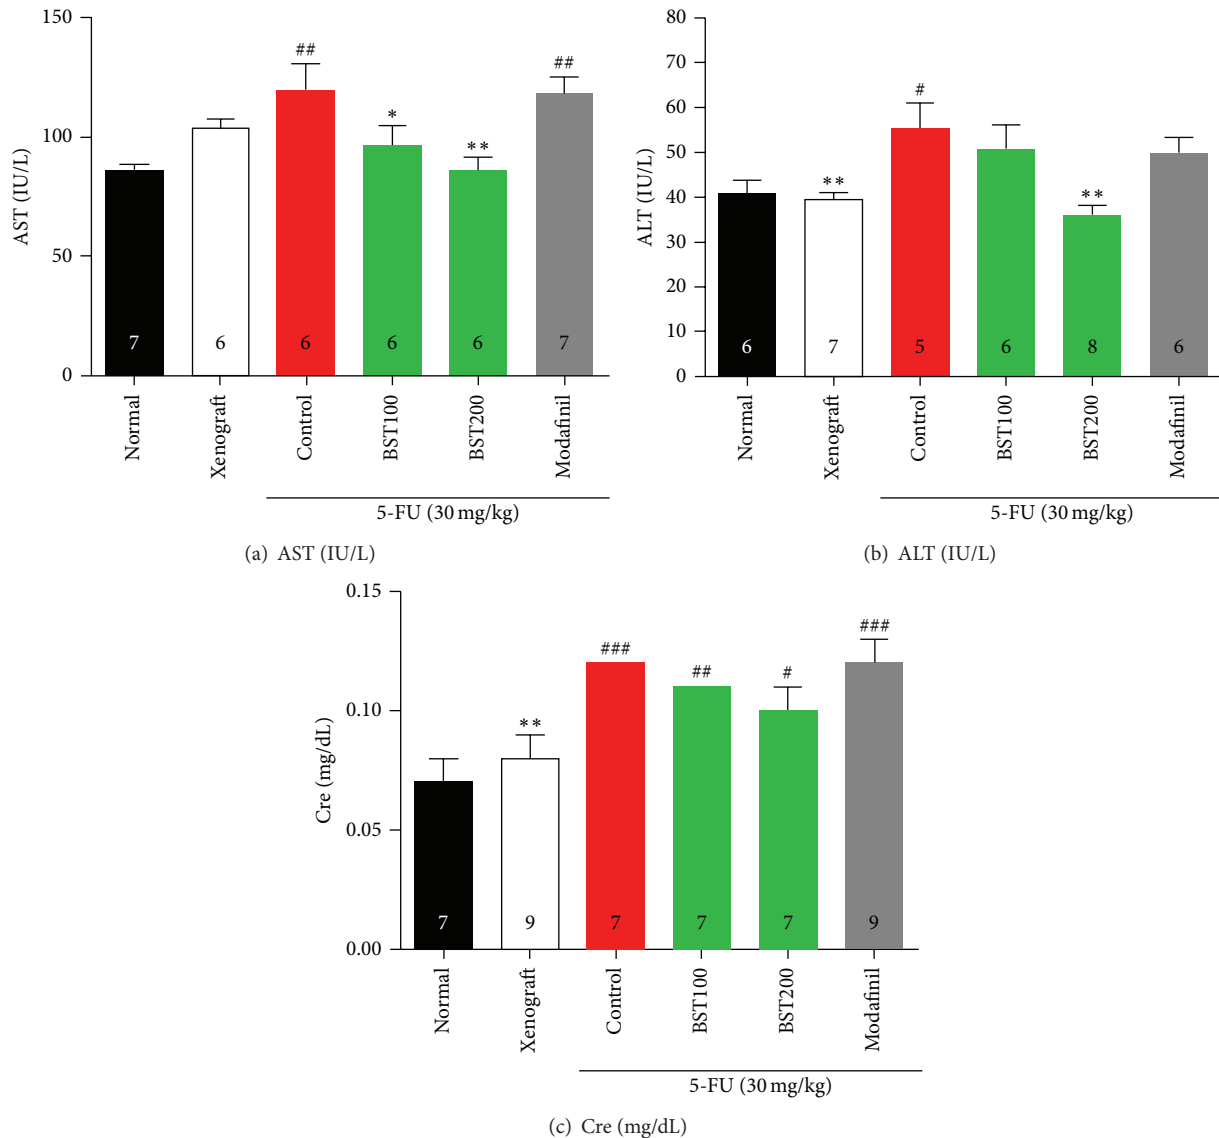 150
100
50
0
AST (IU/L)
##
*
**
##
7
6
6
6
6
7
Normal
Xenograft
Control
BST100
BST200
Modafinil
5-FU (30 mg/kg)
(a) AST (IU/L)
80
70
60
50
40
30
20
10
0
ALT (IU/L)
**
#
**
6
7
5
6
8
6
Normal
Xenograft
Control
BST100
BST200
Modafinil
5-FU (30 mg/kg)
(b) ALT (IU/L)
0.15
0.10
0.05
0.00
Cre (mg/dL)
**
###
##
#
###
7
9
7
7
7
9
Normal
Xenograft
Control
BST100
BST200
Modafinil
5-FU (30 mg/kg)
(c) Cre (mg/dL)